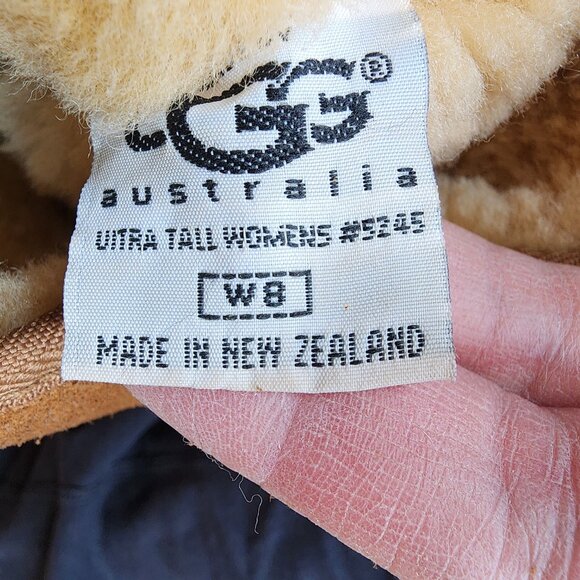 UGG®
australia
ULTRA TALL WOMENS #5245
W8
MADE IN NEW ZEALAND